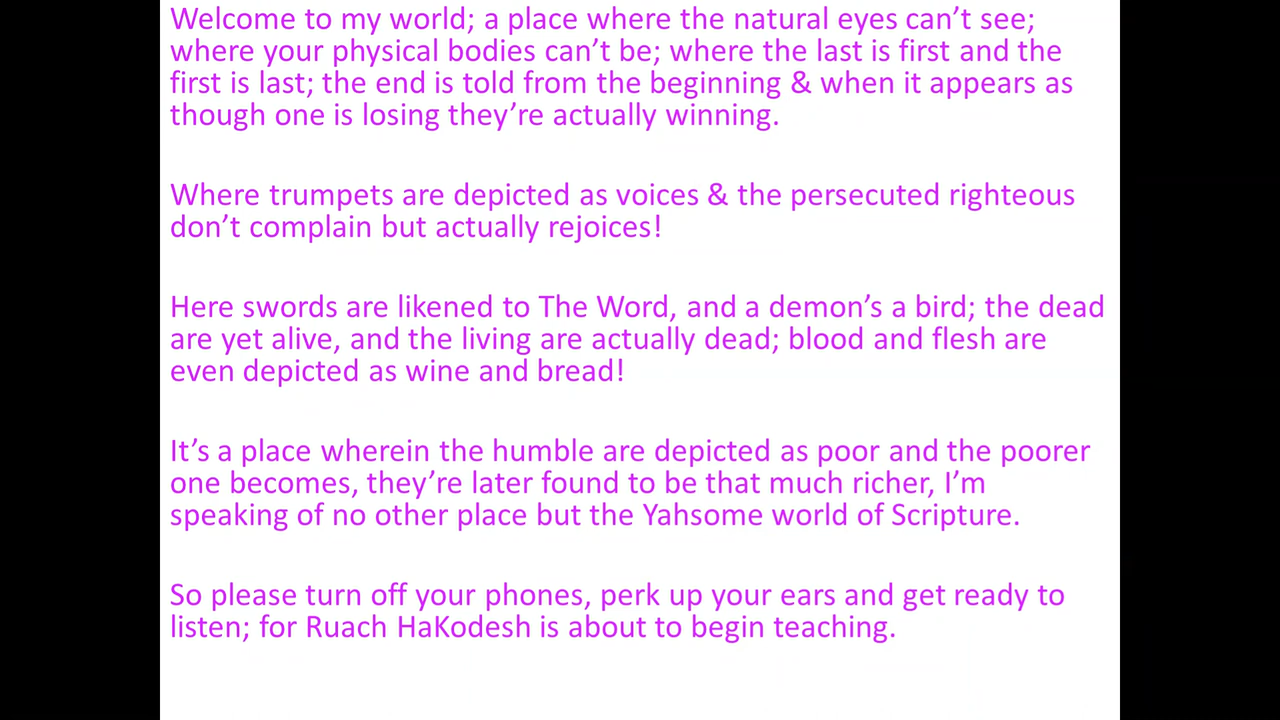 Welcome to my world; a place where the natural eyes can’t see;
where your physical bodies can’t be; where the last is first and the
first is last; the end is told from the beginning & when it appears as
though one is losing they’re actually winning.
Where trumpets are depicted as voices & the persecuted righteous
don’t complain but actually rejoices!
Here swords are likened to The Word, and a demon’s a bird; the dead
are yet alive, and the living are actually dead; blood and flesh are
even depicted as wine and bread!
It’s a place wherein the humble are depicted as poor and the poorer
one becomes, they’re later found to be that much richer, I’m
speaking of no other place but the Yahsome world of Scripture.
So please turn off your phones, perk up your ears and get ready to
listen; for Ruach HaKodesh is about to begin teaching.